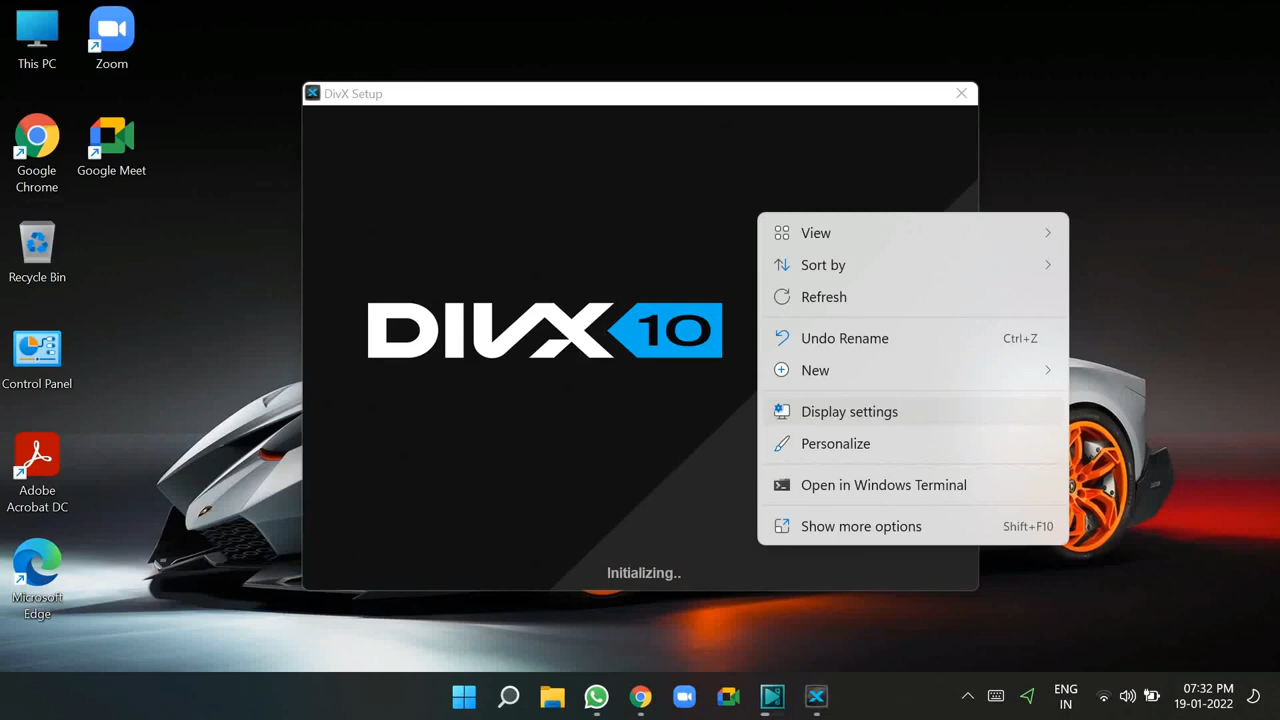 This PC
Zoom
Google
Chrome
Google Meet
Recycle Bin
Control Panel
Adobe
Acrobat DC
Microsoft
Edge
DivX Setup
DIVX 10
Initializing..
View
Sort by
Refresh
Undo Rename Ctrl+Z
New
Display settings
Personalize
Open in Windows Terminal
Show more options Shift+F10
ENG
IN
07:32 PM
19-01-2022